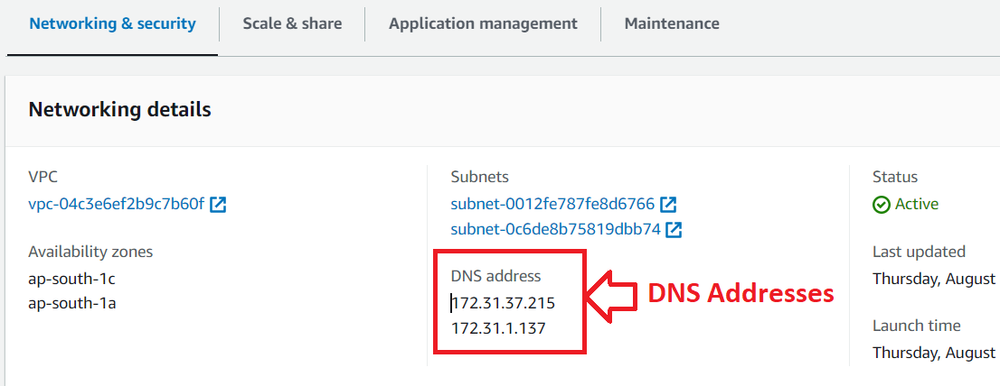 Networking & security
Scale & share
Application management
Maintenance
Networking details
VPC
vpc-04c3e6ef2b9c7b60f
Availability zones
ap-south-1c
ap-south-1a
Subnets
subnet-0012fe787fe8d6766
subnet-0c6de8b75819dbb74
DNS address
172.31.37.215
172.31.1.137
DNS Addresses
Status
Active
Last updated
Thursday, August
Launch time
Thursday, August